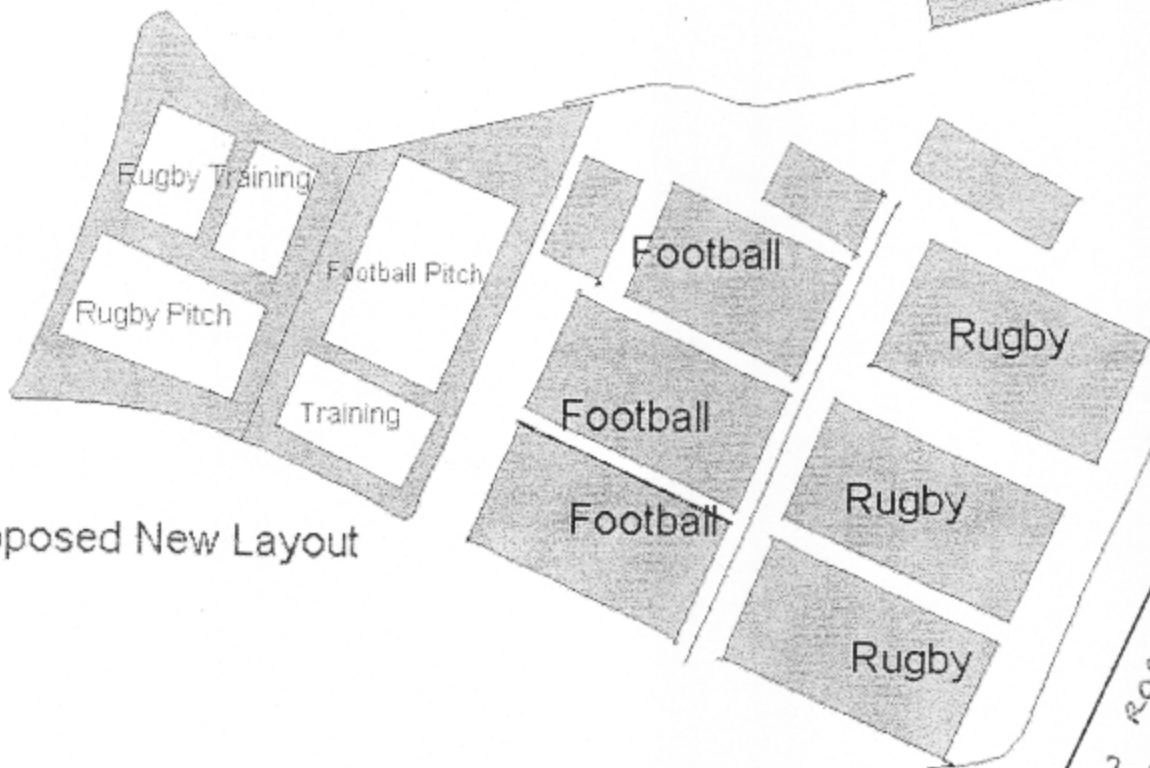 Rugby Training
Football Pitch
Rugby Pitch
Training
Football
Football
Football
Rugby
Rugby
Rugby
posed New Layout